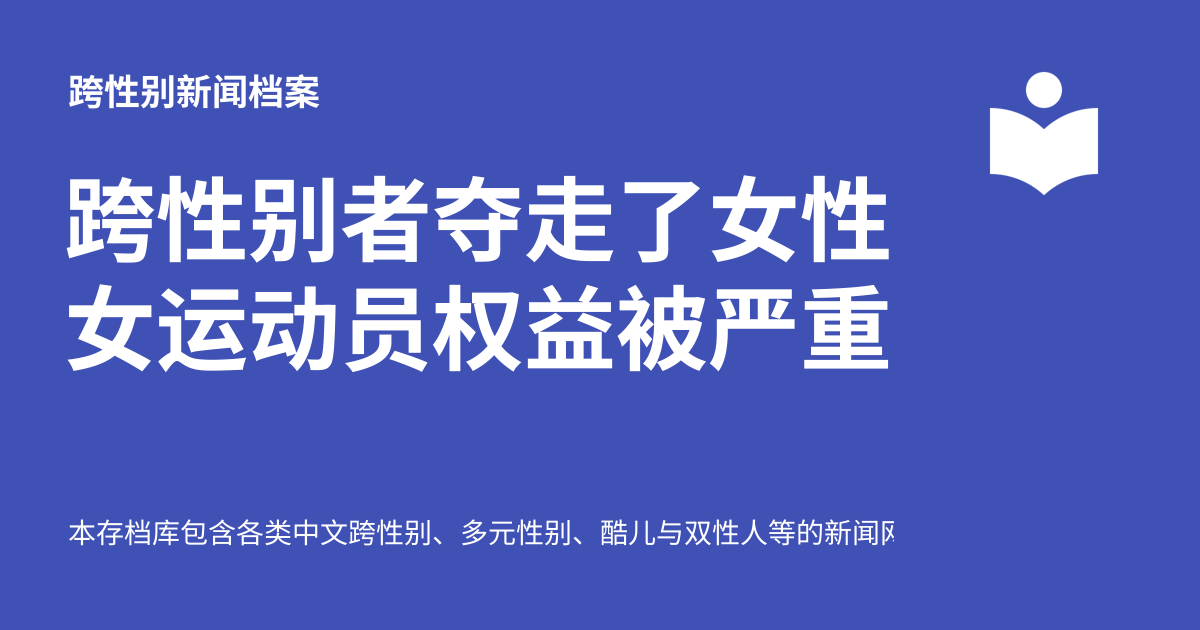 跨性别新闻档案
跨性别者夺走了女性
女运动员权益被严重
本存档库包含各类中文跨性别、多元性别、酷儿与双性人等的新闻